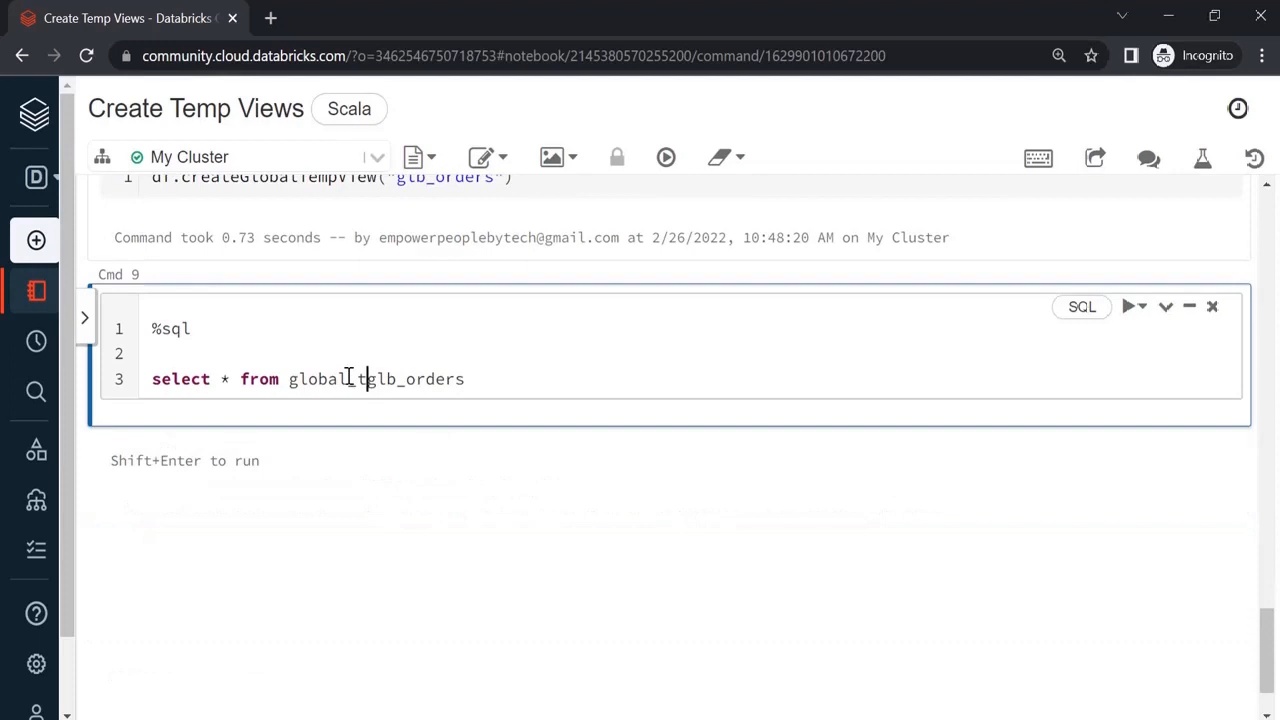 Create Temp Views - Databricks
community.cloud.databricks.com/?o=3462546750718753#notebook/2145380570255200/command/1629901010672200
Incognito
Create Temp Views
Scala
My Cluster
D
1 df.createGlobalTempView("glb_orders")
Command took 0.73 seconds -- by empowerpeoplebytech@gmail.com at 2/26/2022, 10:48:20 AM on My Cluster
Cmd 9
SQL
1 %sql
2
3 select * from global_tglb_orders
Shift+Enter to run